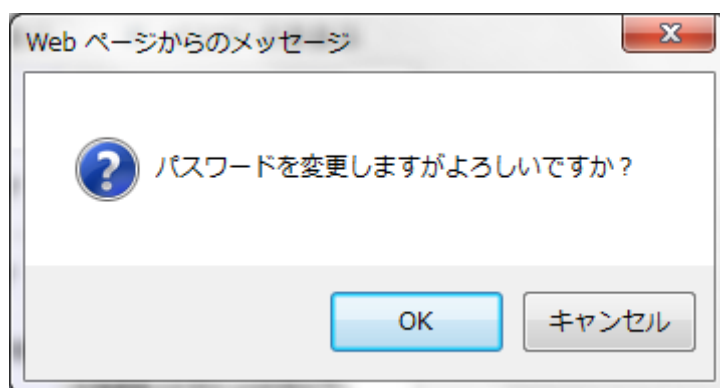 Web ページからのメッセージ
パスワードを変更しますがよろしいですか？
OK
キャンセル